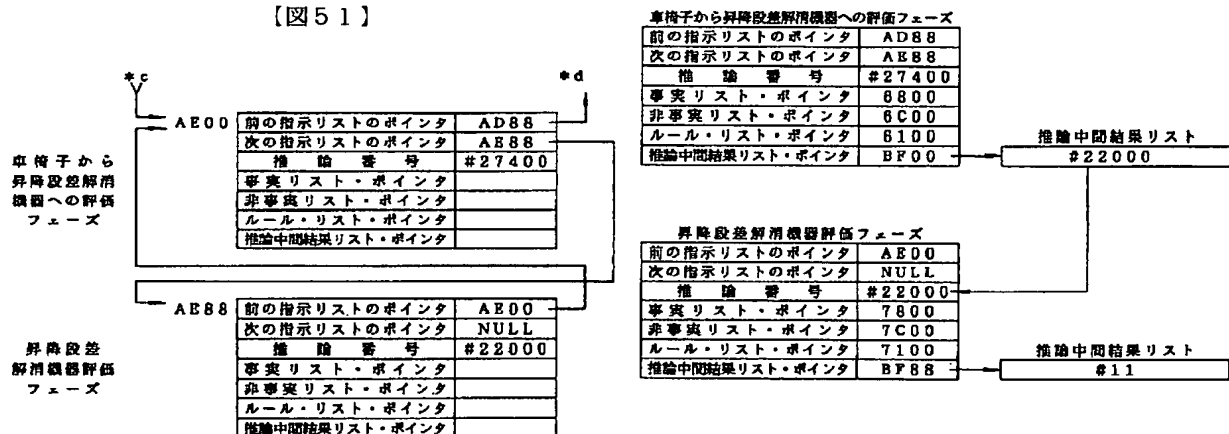 【図51】
*c
*d
AE00
前の指示リストのポインタ AD88
次の指示リストのポインタ AE88
推論番号 #27400
事実リスト・ポインタ
非事実リスト・ポインタ
ルール・リスト・ポインタ
推論中間結果リスト・ポインタ
車椅子から
昇降段差解消
機器への評価
フェーズ
AE88
前の指示リストのポインタ AE00
次の指示リストのポインタ NULL
推論番号 #22000
事実リスト・ポインタ
非事実リスト・ポインタ
ルール・リスト・ポインタ
推論中間結果リスト・ポインタ
昇降段差
解消機器評価
フェーズ
車椅子から昇降段差解消機器への評価フェーズ
前の指示リストのポインタ AD88
次の指示リストのポインタ AE88
推論番号 #27400
事実リスト・ポインタ 6800
非事実リスト・ポインタ 6C00
ルール・リスト・ポインタ 6100
推論中間結果リスト・ポインタ BF00
推論中間結果リスト
#22000
昇降段差解消機器評価フェーズ
前の指示リストのポインタ AE00
次の指示リストのポインタ NULL
推論番号 #22000
事実リスト・ポインタ 7800
非事実リスト・ポインタ 7C00
ルール・リスト・ポインタ 7100
推論中間結果リスト・ポインタ BF88
推論中間結果リスト
#11